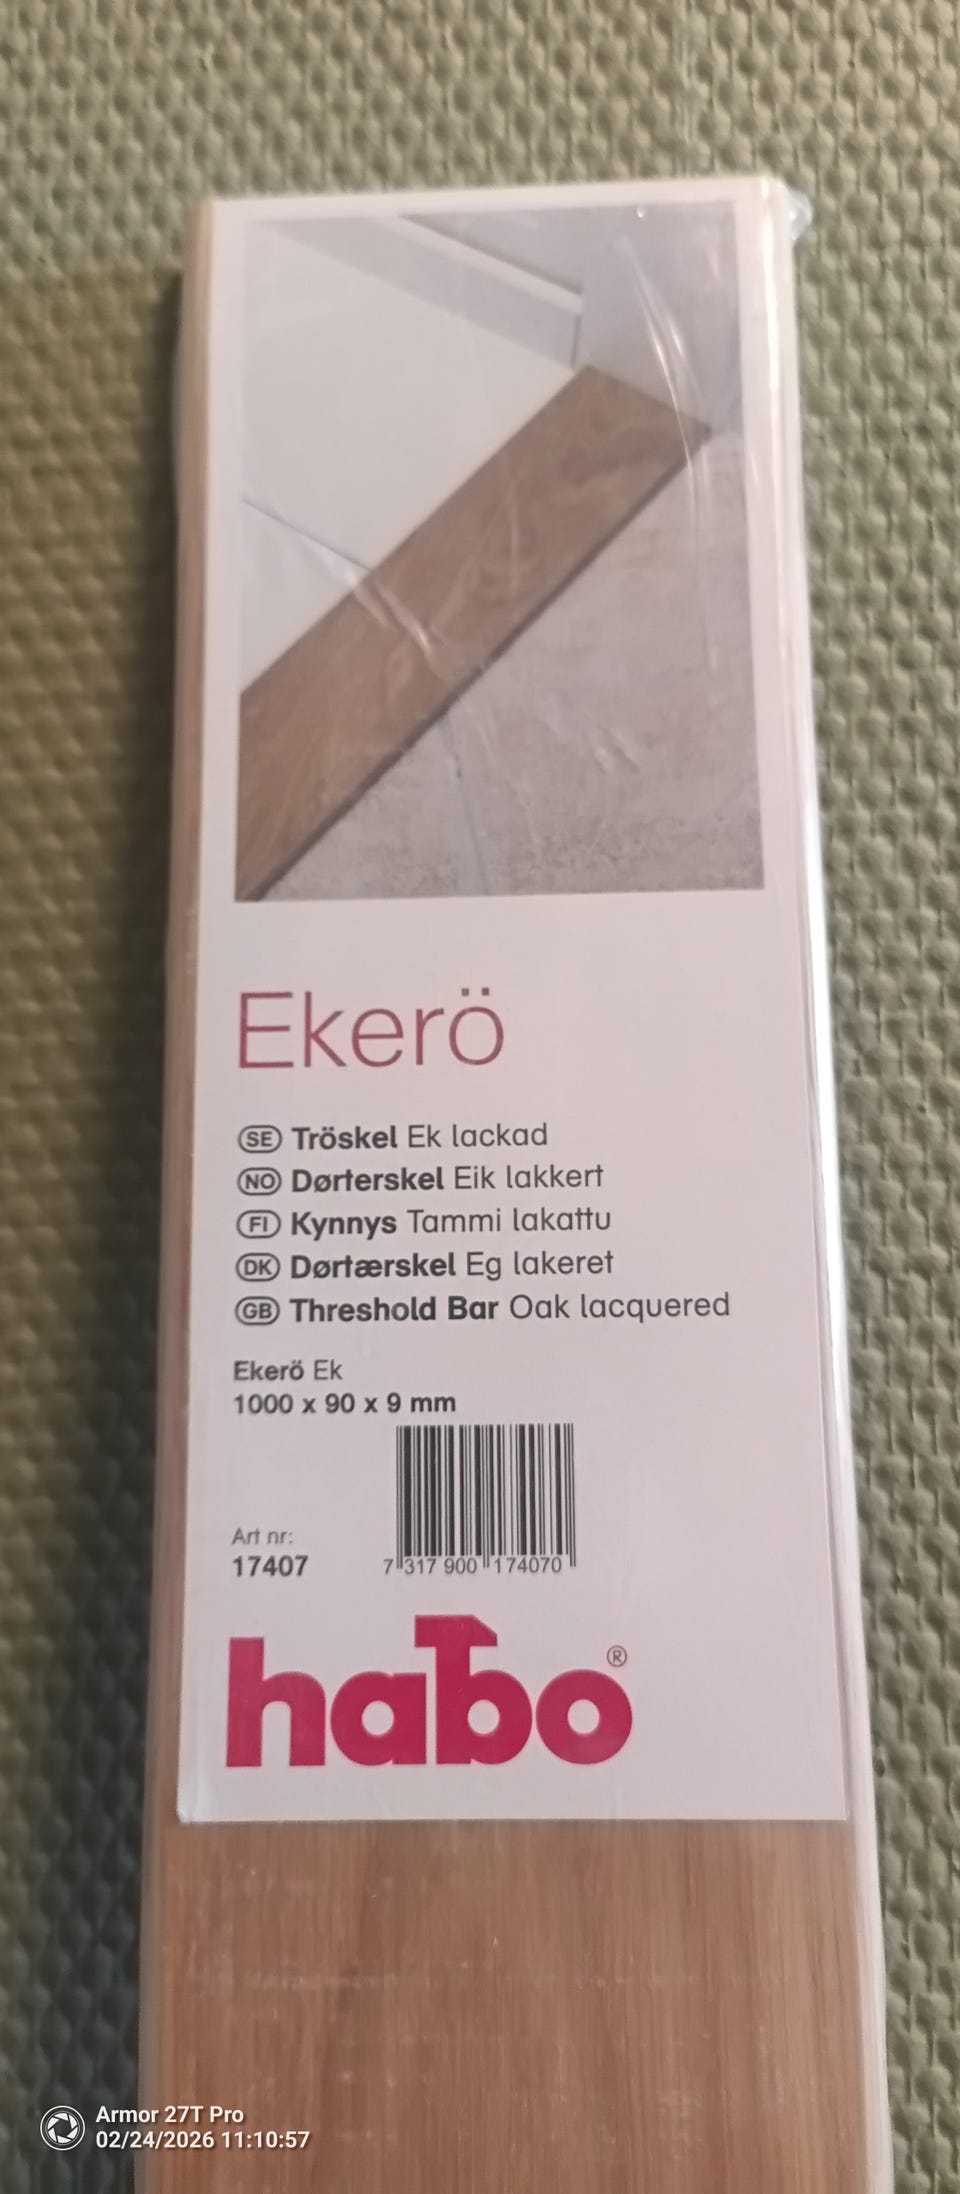 Ekerö
SE Tröskel Ek lackad
NO Dørterskel Eik lakkert
FI Kynnys Tammi lakattu
DK Dørtærskel Eg lakeret
GB Threshold Bar Oak lacquered
Ekerö Ek
1000 x 90 x 9 mm
Art nr:
17407
7 317 900 174070
habo®
Armor 27T Pro
02/24/2026 11:10:57